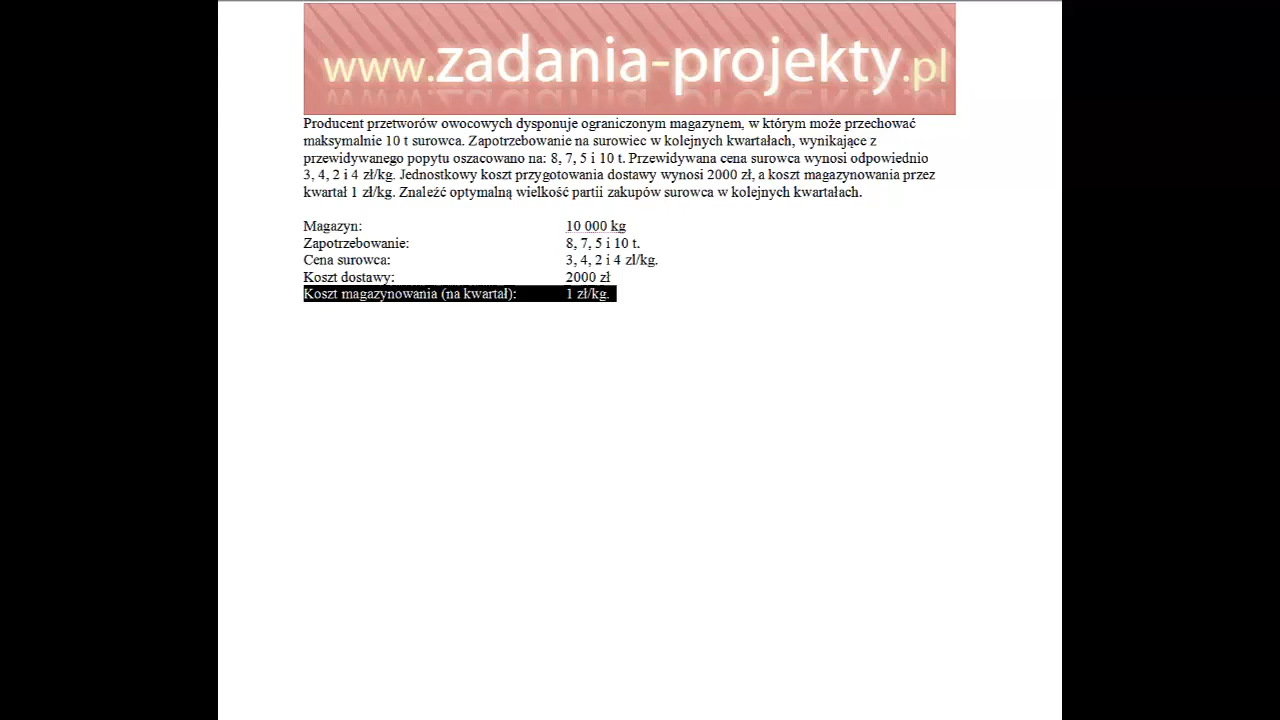 www.zadania-projekty.pl
Producent przetworów owocowych dysponuje ograniczonym magazynem, w którym może przechować
maksymalnie 10 t surowca. Zapotrzebowanie na surowiec w kolejnych kwartałach, wynikające z
przewidywanego popytu oszacowano na: 8, 7, 5 i 10 t. Przewidywana cena surowca wynosi odpowiednio
3, 4, 2 i 4 zł/kg. Jednostkowy koszt przygotowania dostawy wynosi 2000 zł, a koszt magazynowania przez
kwartał 1 zł/kg. Znaleźć optymalną wielkość partii zakupów surowca w kolejnych kwartałach.
Magazyn: 10 000 kg
Zapotrzebowanie: 8, 7, 5 i 10 t.
Cena surowca: 3, 4, 2 i 4 zł/kg.
Koszt dostawy: 2000 zł
Koszt magazynowania (na kwartał): 1 zł/kg.